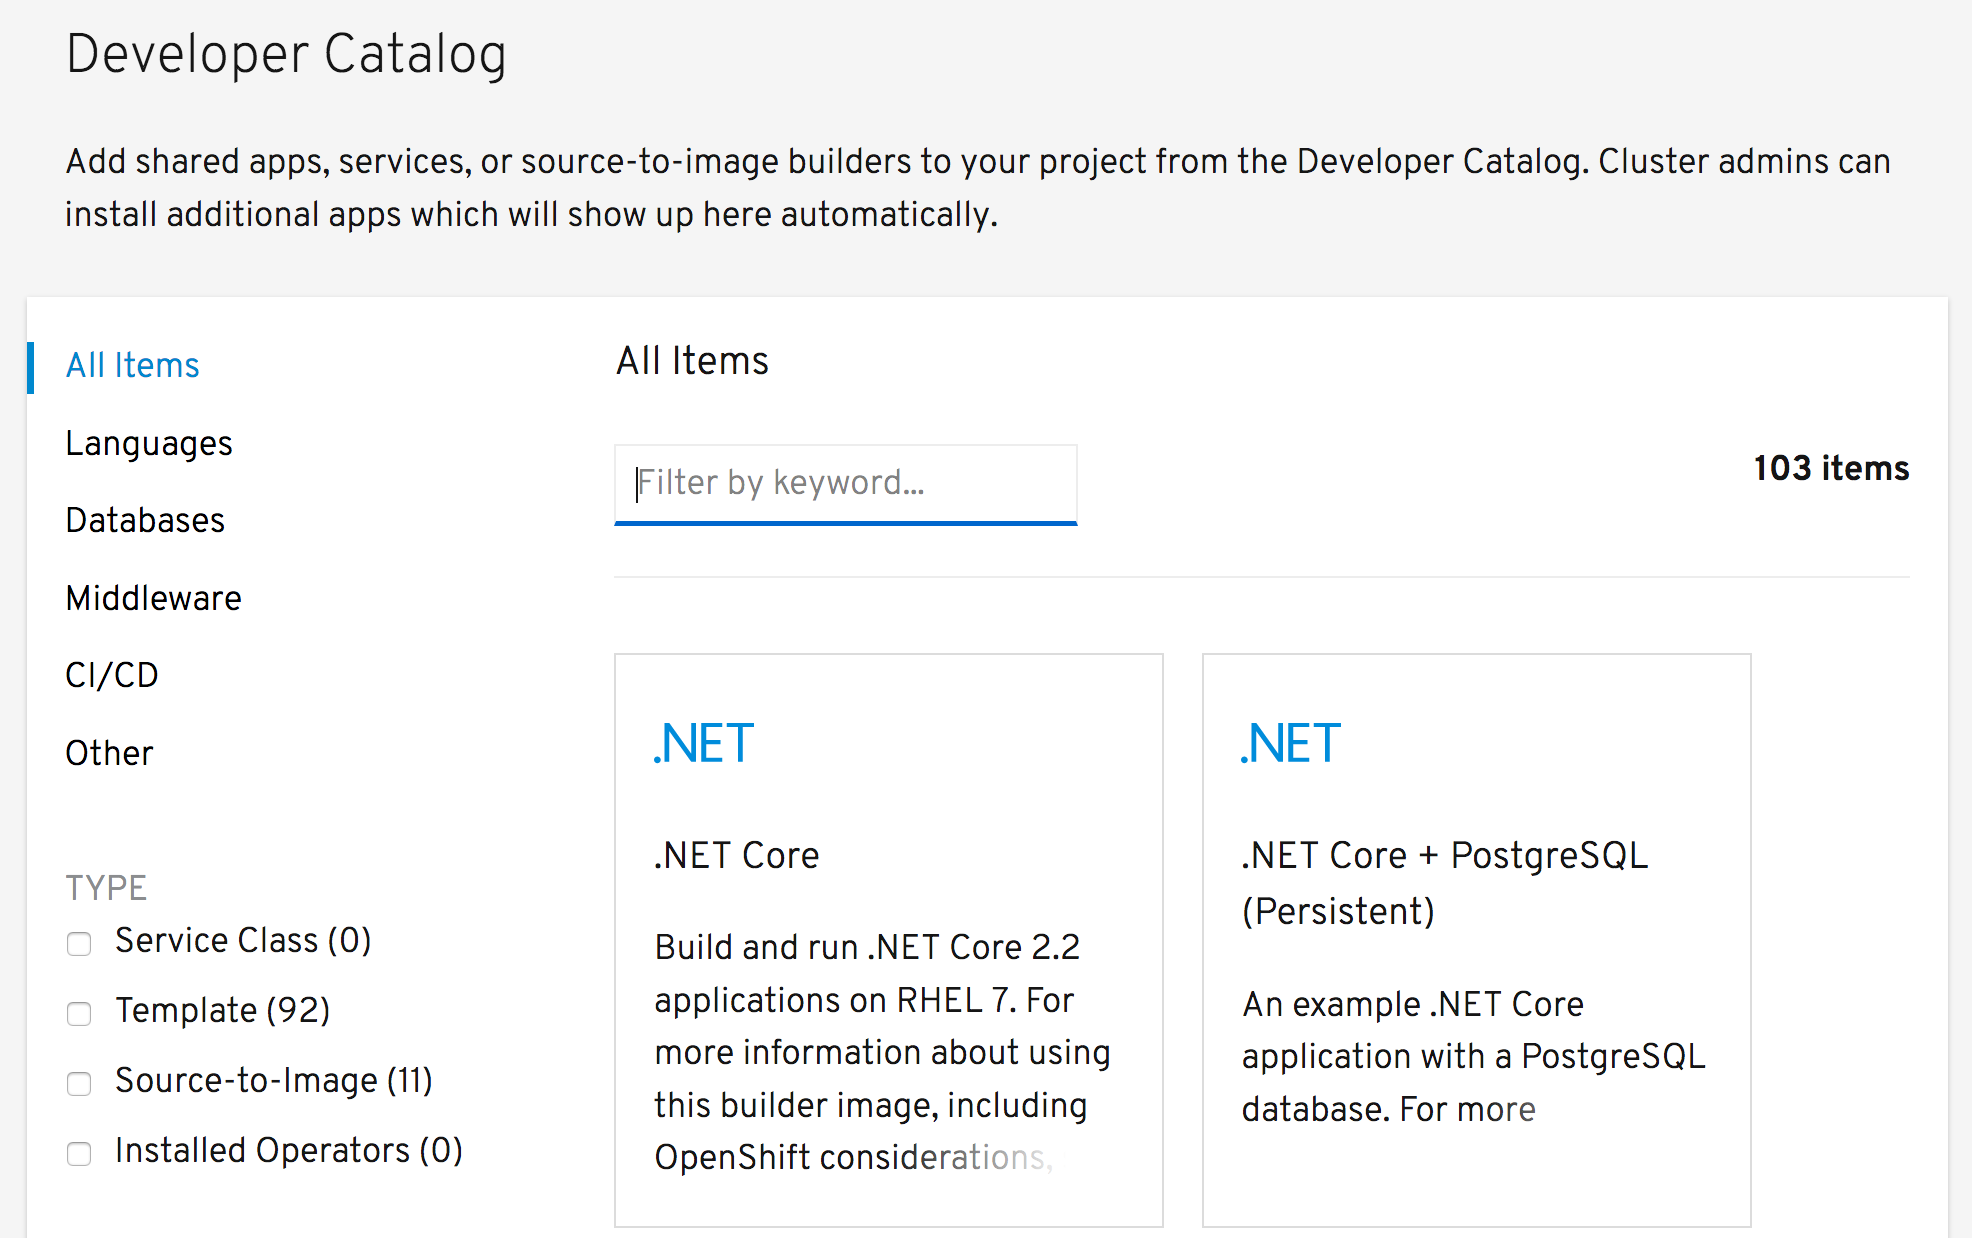 Developer Catalog
Add shared apps, services, or source-to-image builders to your project from the Developer Catalog. Cluster admins can
install additional apps which will show up here automatically.
All Items
Languages
Databases
Middleware
CI/CD
Other
TYPE
Service Class (0)
Template (92)
Source-to-Image (11)
Installed Operators (0)
All Items
Filter by keyword...
103 items
.NET
.NET Core
Build and run .NET Core 2.2
applications on RHEL 7. For
more information about using
this builder image, including
OpenShift considerations,
.NET
.NET Core + PostgreSQL
(Persistent)
An example .NET Core
application with a PostgreSQL
database. For more